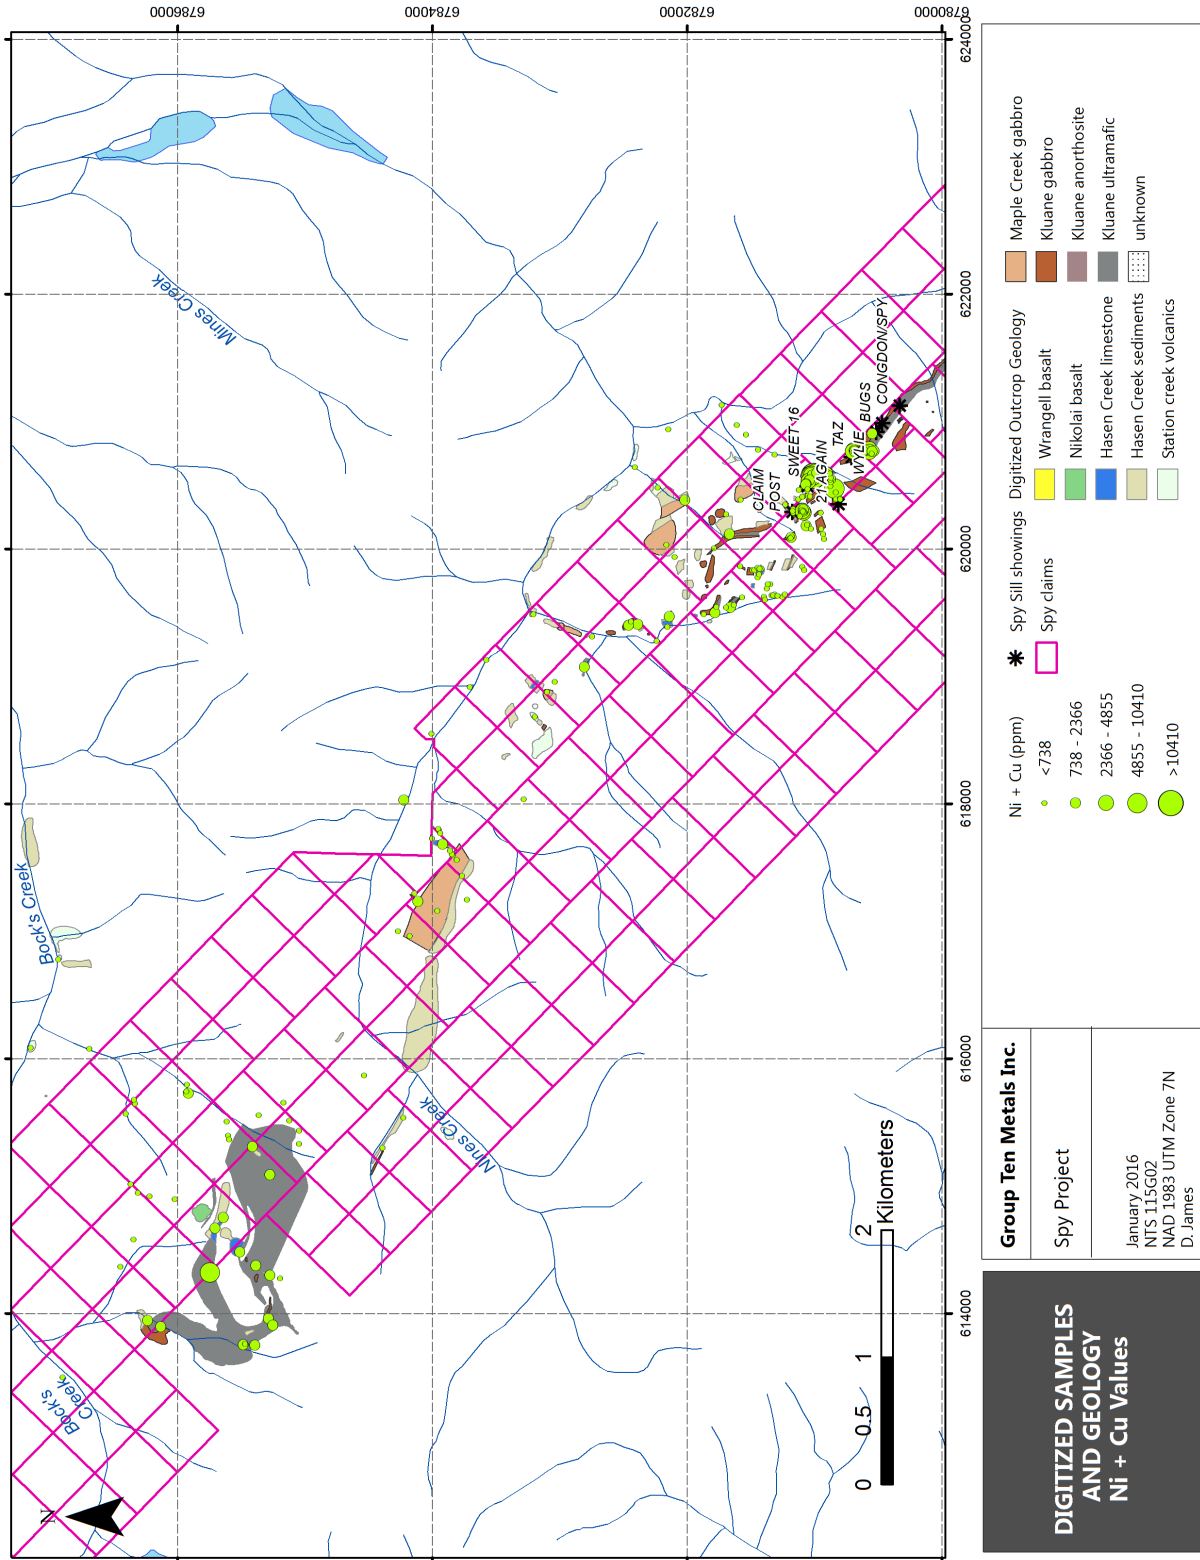 6786000
6784000
6782000
6780000
624000
622000
620000
618000
616000
614000
Mines Creek
Bock's Creek
Nines Creek
Bock's
Creek
CLAIM
POST
SWEET 16
21 AGAIN
TAZ
WYLIE
BUGS
CONGDON/SPY
N
0
0.5
1
2
Kilometers
DIGITIZED SAMPLES
AND GEOLOGY
Ni + Cu Values
Group Ten Metals Inc.
Spy Project
January 2016
NTS 115G02
NAD 1983 UTM Zone 7N
D. James
Ni + Cu (ppm)
<738
738 - 2366
2366 - 4855
4855 - 10410
>10410
Spy Sill showings
Spy claims
Digitized Outcrop Geology
Wrangell basalt
Nikolai basalt
Hasen Creek limestone
Hasen Creek sediments
Station creek volcanics
Maple Creek gabbro
Kluane gabbro
Kluane anorthosite
Kluane ultramafic
unknown